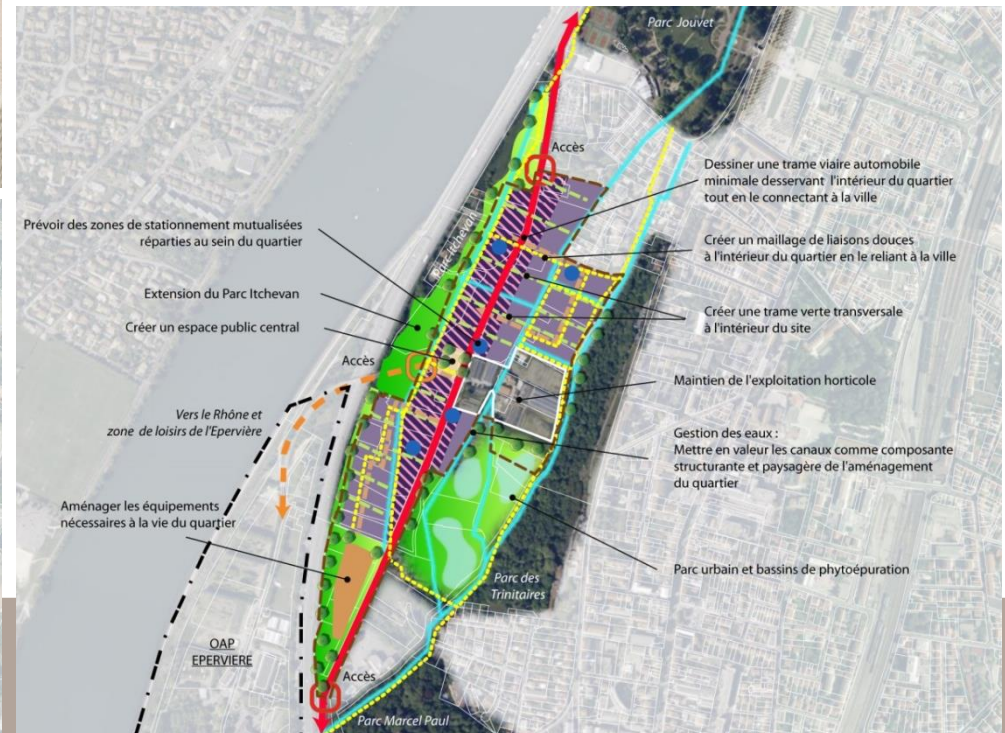 Parc Jouvet
Accès
Dessiner une trame viaire automobile
minimale desservant l'intérieur du quartier
tout en le connectant à la ville
Prévoir des zones de stationnement mutualisées
réparties au sein du quartier
Parc Itchevan
Créer un maillage de liaisons douces
à l'intérieur du quartier en le reliant à la ville
Extension du Parc Itchevan
Créer un espace public central
Créer une trame verte transversale
à l'intérieur du site
Accès
Maintien de l'exploitation horticole
Vers le Rhône et
zone de loisirs de l'Epervière
Gestion des eaux :
Mettre en valeur les canaux comme composante
structurante et paysagère de l'aménagement
du quartier
Aménager les équipements
nécessaires à la vie du quartier
Parc urbain et bassins de phytoépuration
Parc des
Trinitaires
OAP
EPERVIERE
Accès
Parc Marcel Paul